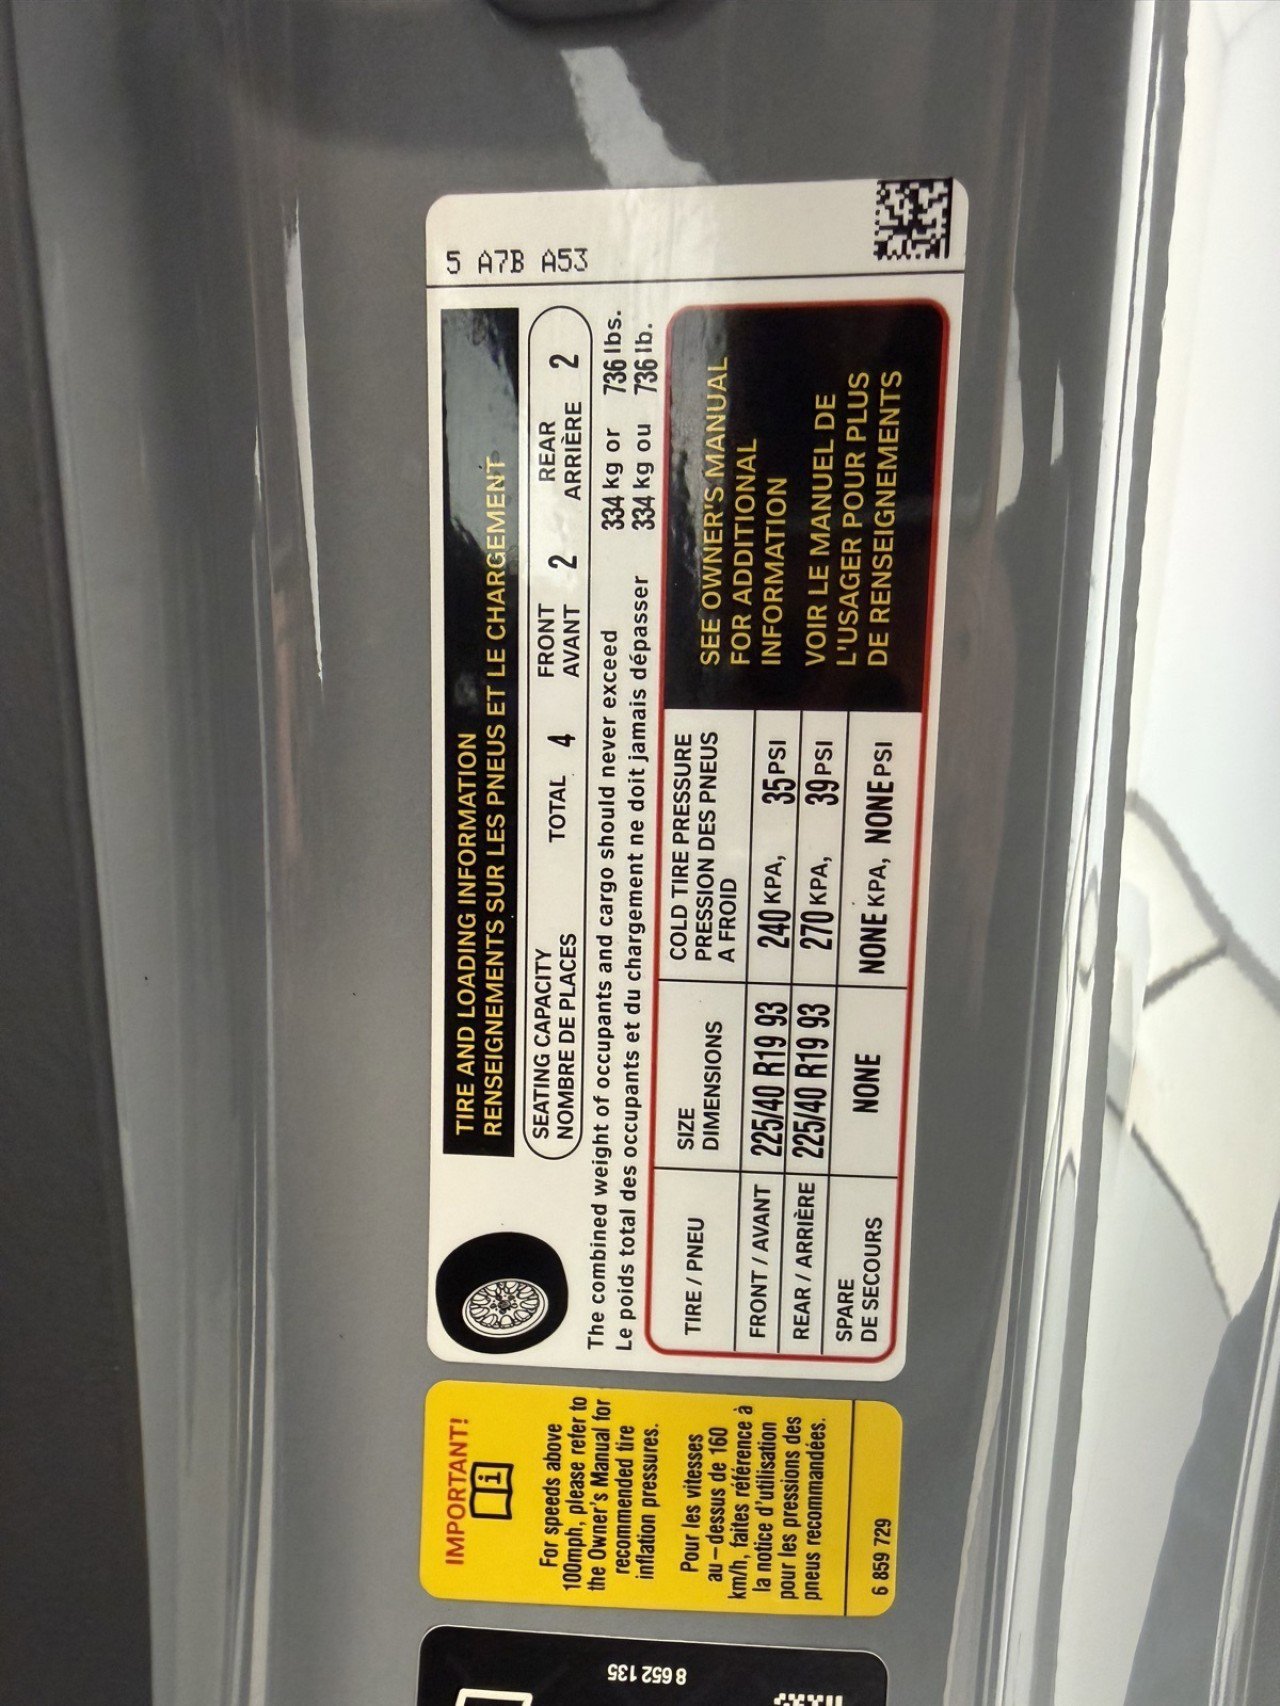 5 A7B A53
TIRE AND LOADING INFORMATION
RENSEIGNEMENTS SUR LES PNEUS ET LE CHARGEMENT
SEATING CAPACITY
NOMBRE DE PLACES
TOTAL 4
FRONT
AVANT 2
REAR
ARRIÈRE 2
The combined weight of occupants and cargo should never exceed 334 kg or 736 lbs.
Le poids total des occupants et du chargement ne doit jamais dépasser 334 kg ou 736 lb.
TIRE / PNEU
SIZE
DIMENSIONS
COLD TIRE PRESSURE
PRESSION DES PNEUS
A FROID
FRONT / AVANT 225/40 R19 93 240 KPA, 35 PSI
REAR / ARRIÈRE 225/40 R19 93 270 KPA, 39 PSI
SPARE
DE SECOURS NONE NONE KPA, NONE PSI
SEE OWNER'S MANUAL
FOR ADDITIONAL
INFORMATION
VOIR LE MANUEL DE
L'USAGER POUR PLUS
DE RENSEIGNEMENTS
IMPORTANT!
i
For speeds above
100mph, please refer to
the Owner's Manual for
recommended tire
inflation pressures.
Pour les vitesses
au-dessus de 160
km/h, faites référence à
la notice d'utilisation
pour les pressions des
pneus recommandées.
6 859 729
8 652 135